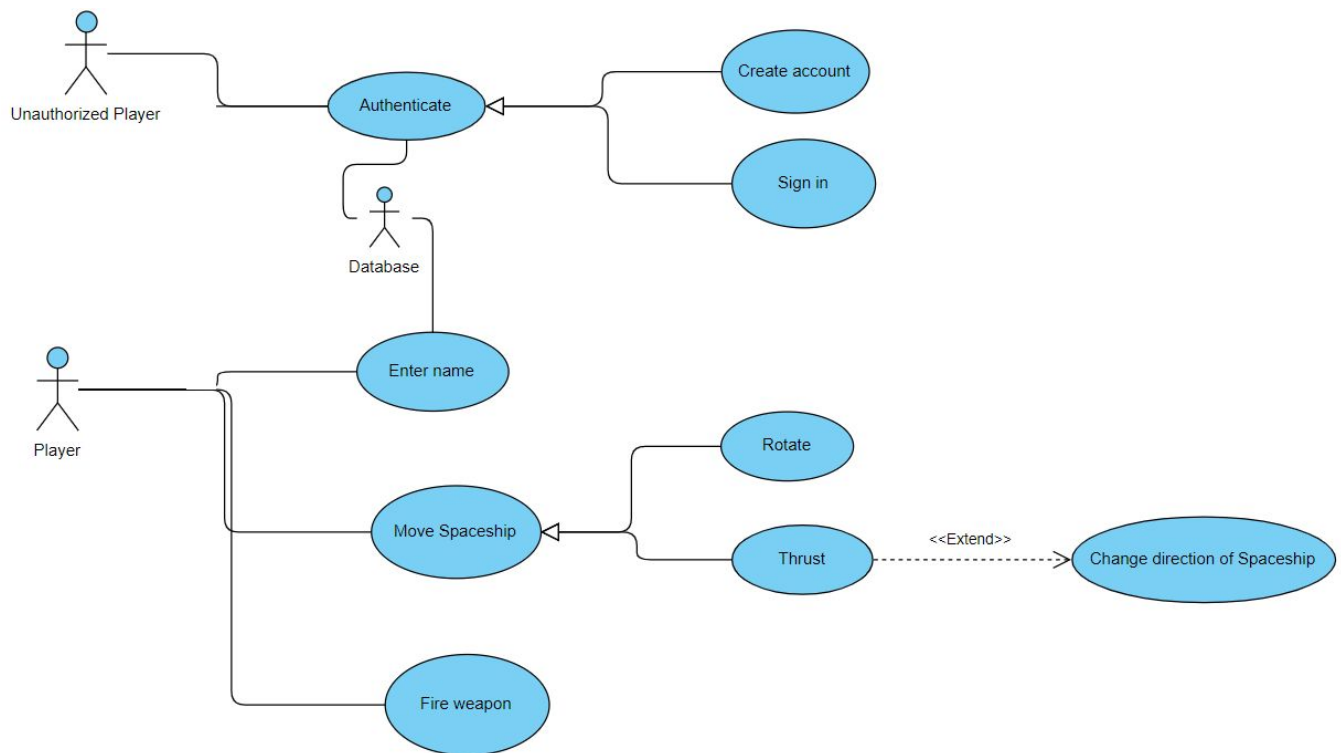 Unauthorized Player
Authenticate
Create account
Sign in
Database
Enter name
Player
Rotate
Move Spaceship
Thrust
<<Extend>>
Change direction of Spaceship
Fire weapon